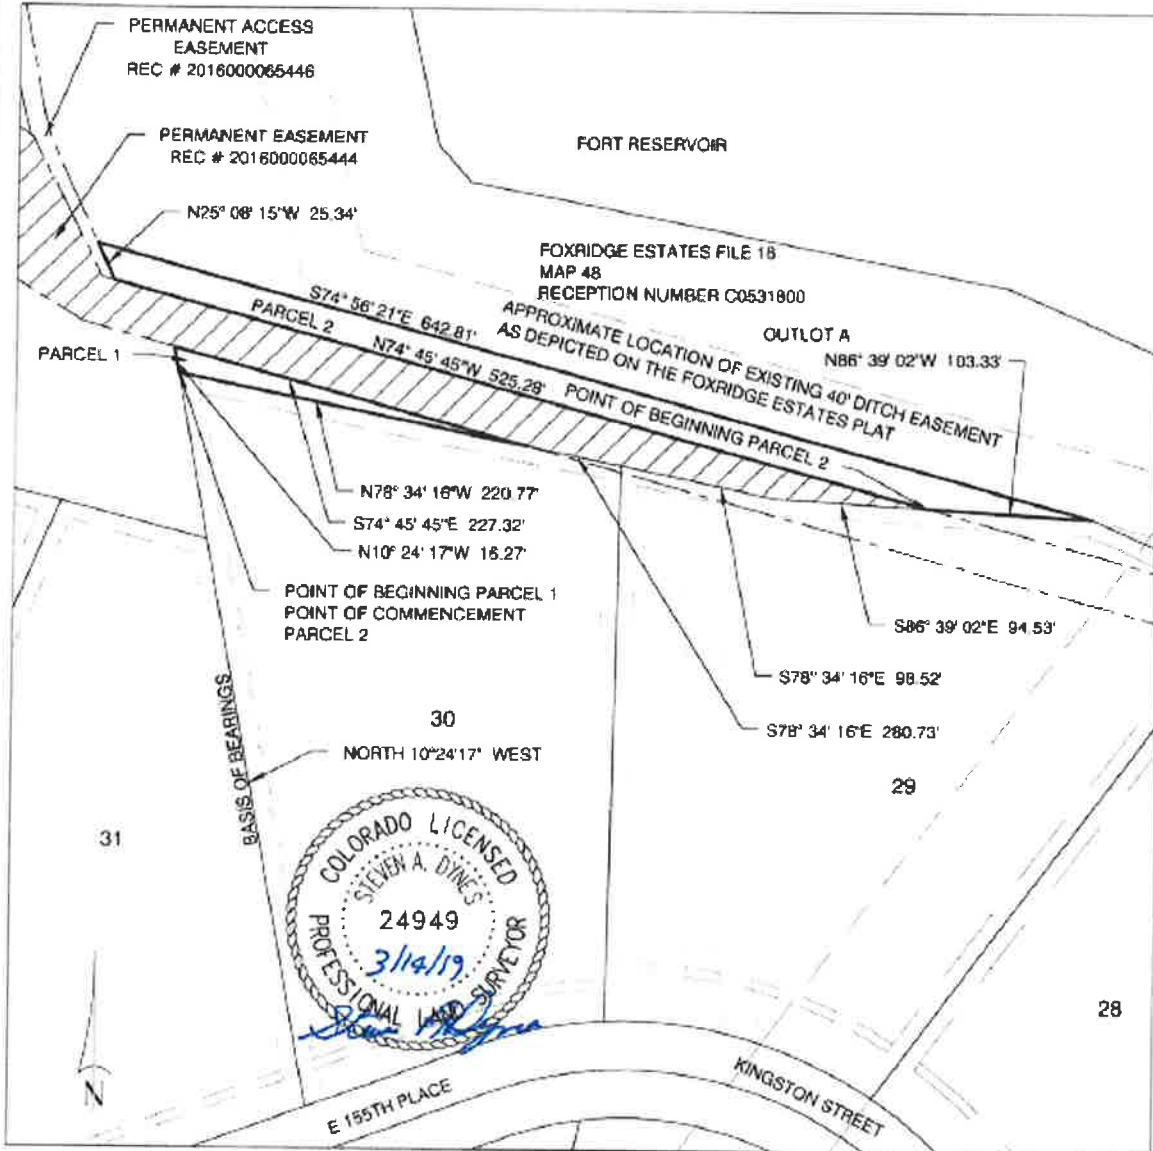 PERMANENT ACCESS
EASEMENT
REC # 2016000065446
PERMANENT EASEMENT
REC # 2016000065444
FORT RESERVOIR
N25° 08' 15"W 25.34'
FOXRIDGE ESTATES FILE 18
MAP 48
RECEPTION NUMBER C0531800
S74° 56' 21"E 642.81'
APPROXIMATE LOCATION OF EXISTING 40' DITCH EASEMENT
AS DEPICTED ON THE FOXRIDGE ESTATES PLAT
OUTLOT A
N86° 39' 02"W 103.33'
PARCEL 2
PARCEL 1
N74° 45' 45"W 525.28'
POINT OF BEGINNING PARCEL 2
N78° 34' 16"W 220.77'
S74° 45' 45"E 227.32'
N10° 24' 17"W 16.27'
POINT OF BEGINNING PARCEL 1
POINT OF COMMENCEMENT
PARCEL 2
S86° 39' 02"E 94.53'
S78° 34' 16"E 98.52'
S78° 34' 16"E 280.73'
BASIS OF BEARINGS
30
NORTH 10°24'17" WEST
29
31
COLORADO LICENSED
STEVEN A. DYNES
24949
3/14/19
PROFESSIONAL LAND SURVEYOR
28
N
E 155TH PLACE
KINGSTON STREET